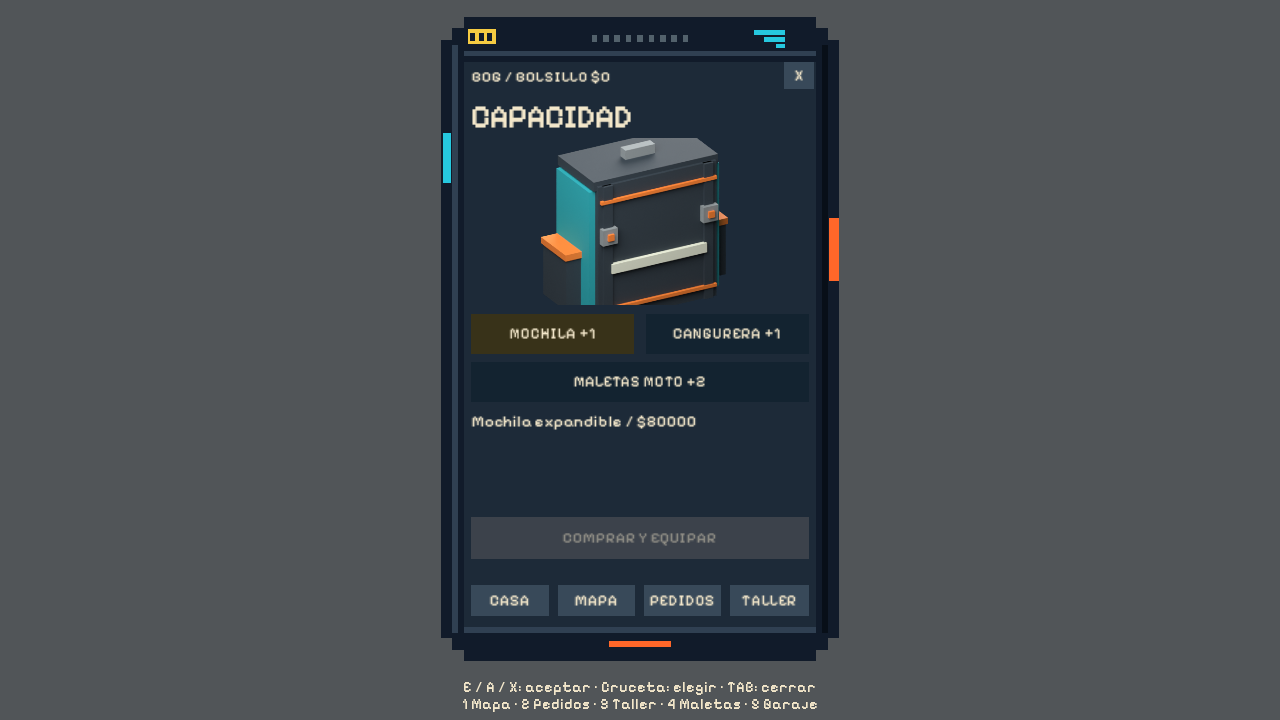 BOG / BOLSILLO $0
X
CAPACIDAD
MOCHILA +1
CANGURERA +1
MALETAS MOTO +2
Mochila expandible / $80000
COMPRAR Y EQUIPAR
CASA
MAPA
PEDIDOS
TALLER
E / A / X: aceptar · Cruceta: elegir · TAB: cerrar
1 Mapa · 2 Pedidos · 3 Taller · 4 Maletas · 5 Garaje